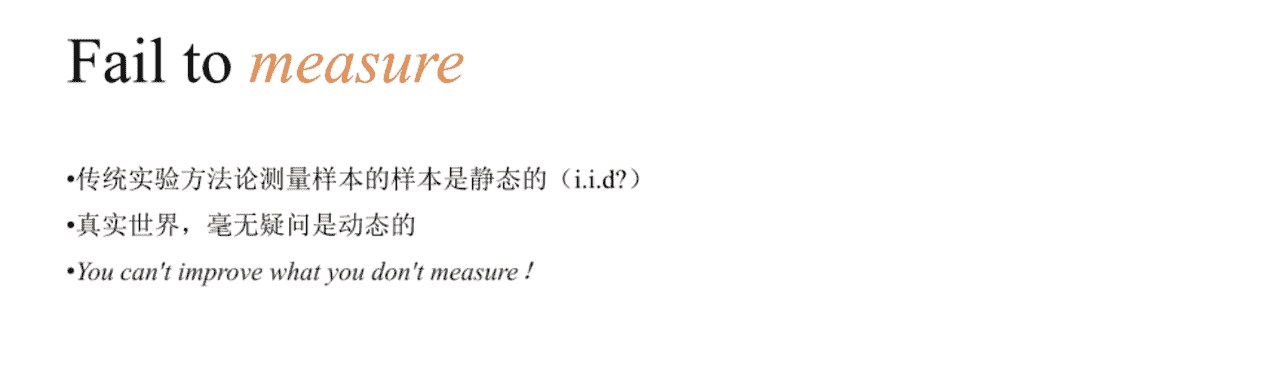 Fail to measure
•传统实验方法论测量样本的样本是静态的（i.i.d?）
•真实世界，毫无疑问是动态的
•You can't improve what you don't measure！